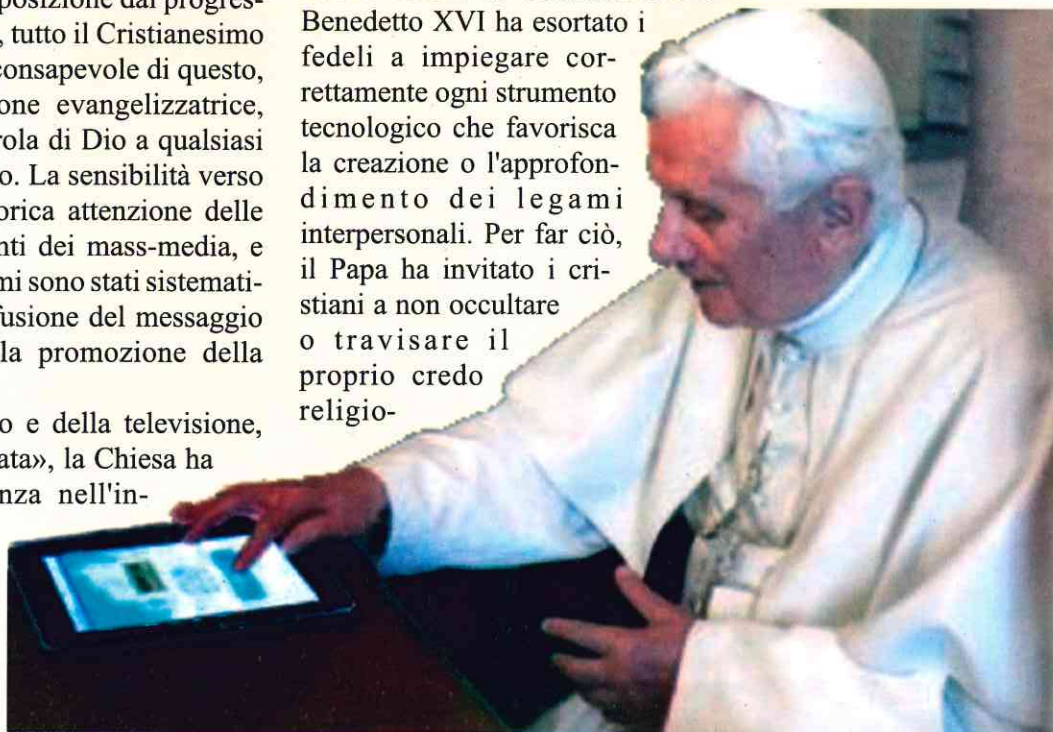 posizione dai progres-
, tutto il Cristianesimo
consapevole di questo,
one evangelizzatrice,
rola di Dio a qualsiasi
o. La sensibilità verso
orica attenzione delle
nti dei mass-media, e
mi sono stati sistemati-
fusione del messaggio
la promozione della
o e della televisione,
ata», la Chiesa ha
nza nell'in-
Benedetto XVI ha esortato i
fedeli a impiegare cor-
rettamente ogni strumento
tecnologico che favorisca
la creazione o l'approfon-
dimento dei legami
interpersonali. Per far ciò,
il Papa ha invitato i cri-
stiani a non occultare
o travisare il
proprio credo
religio-